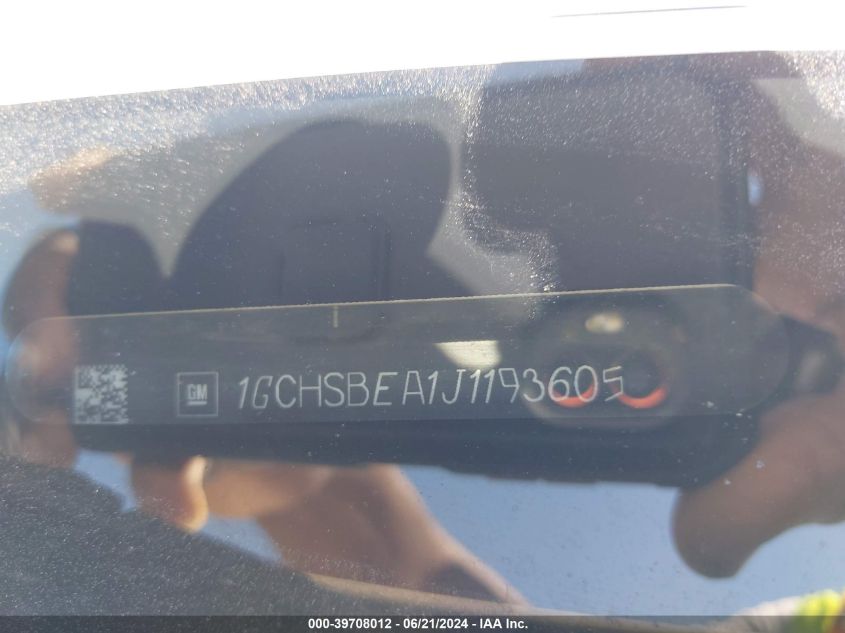 GM 1GCHSBEA1J1193605
000-39708012 - 06/21/2024 - IAA Inc.